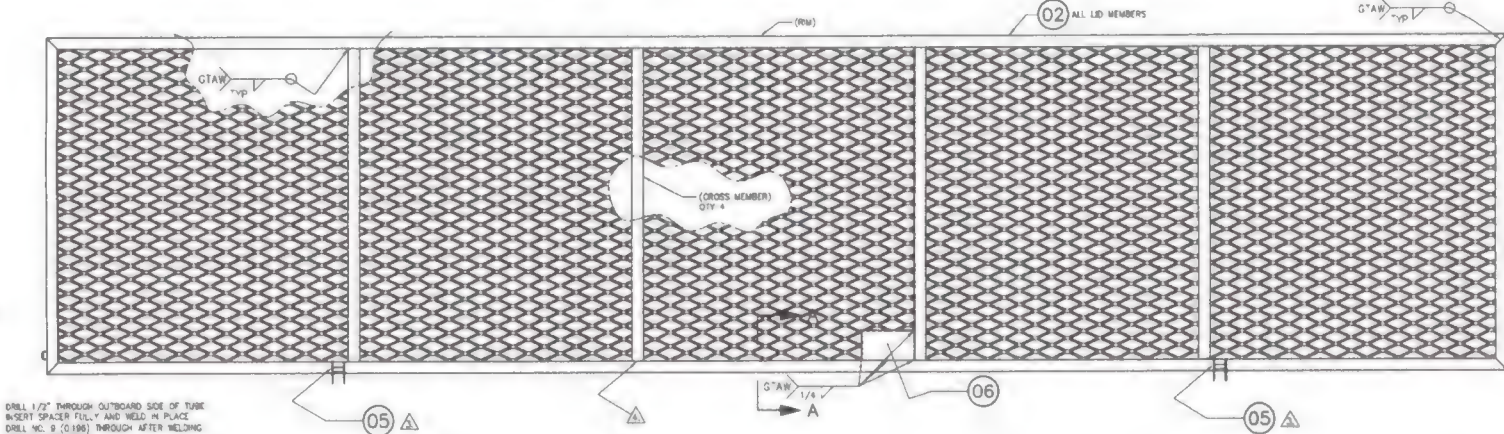 (RIM)
02 ALL LID MEMBERS
GTAW
TYP
GTAW
TYP
(CROSS MEMBER)
QTY 4
A
GTAW
1/4
A
06
05
05
4
DRILL 1/2" THROUGH OUTBOARD SIDE OF TUBE
INSERT SPACER FULLY AND WELD IN PLACE
DRILL NO. 9 (0.196) THROUGH AFTER WELDING